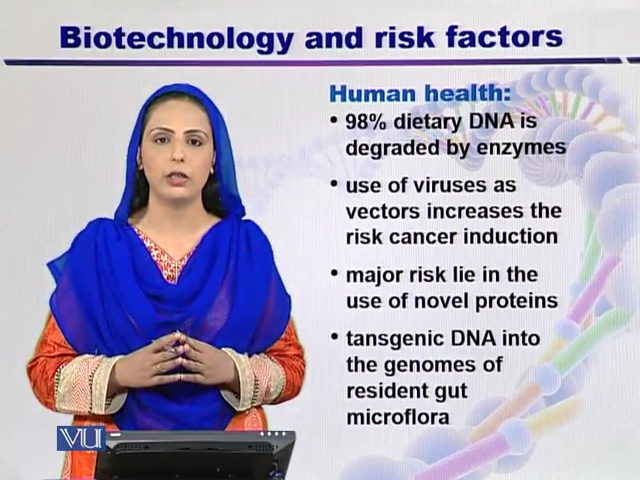 Biotechnology and risk factors
Human health:
• 98% dietary DNA is
degraded by enzymes
• use of viruses as
vectors increases the
risk cancer induction
• major risk lie in the
use of novel proteins
• tansgenic DNA into
the genomes of
resident gut
microflora
VU